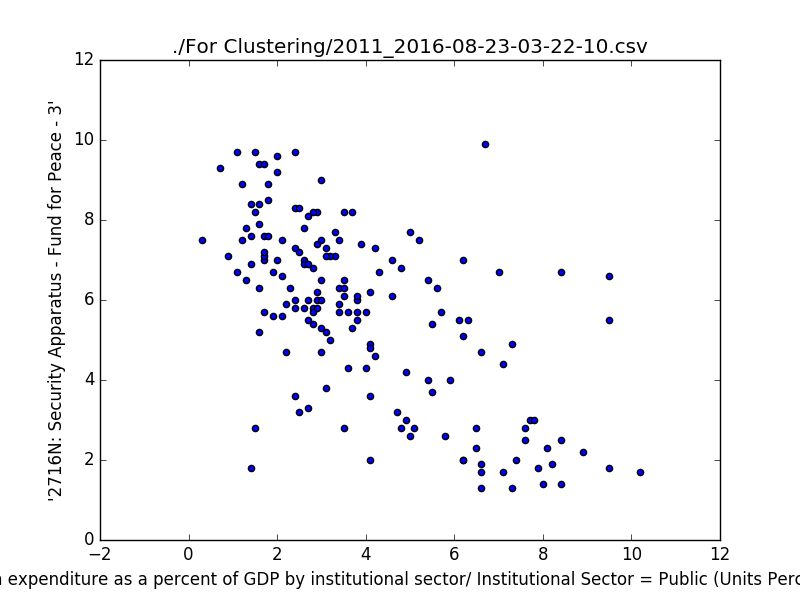 ./For Clustering/2011_2016-08-23-03-22-10.csv
'2716N: Security Apparatus - Fund for Peace - 3'
12
10
8
6
4
2
0
−2 0 2 4 6 8 10 12
expenditure as a percent of GDP by institutional sector/ Institutional Sector = Public (Units